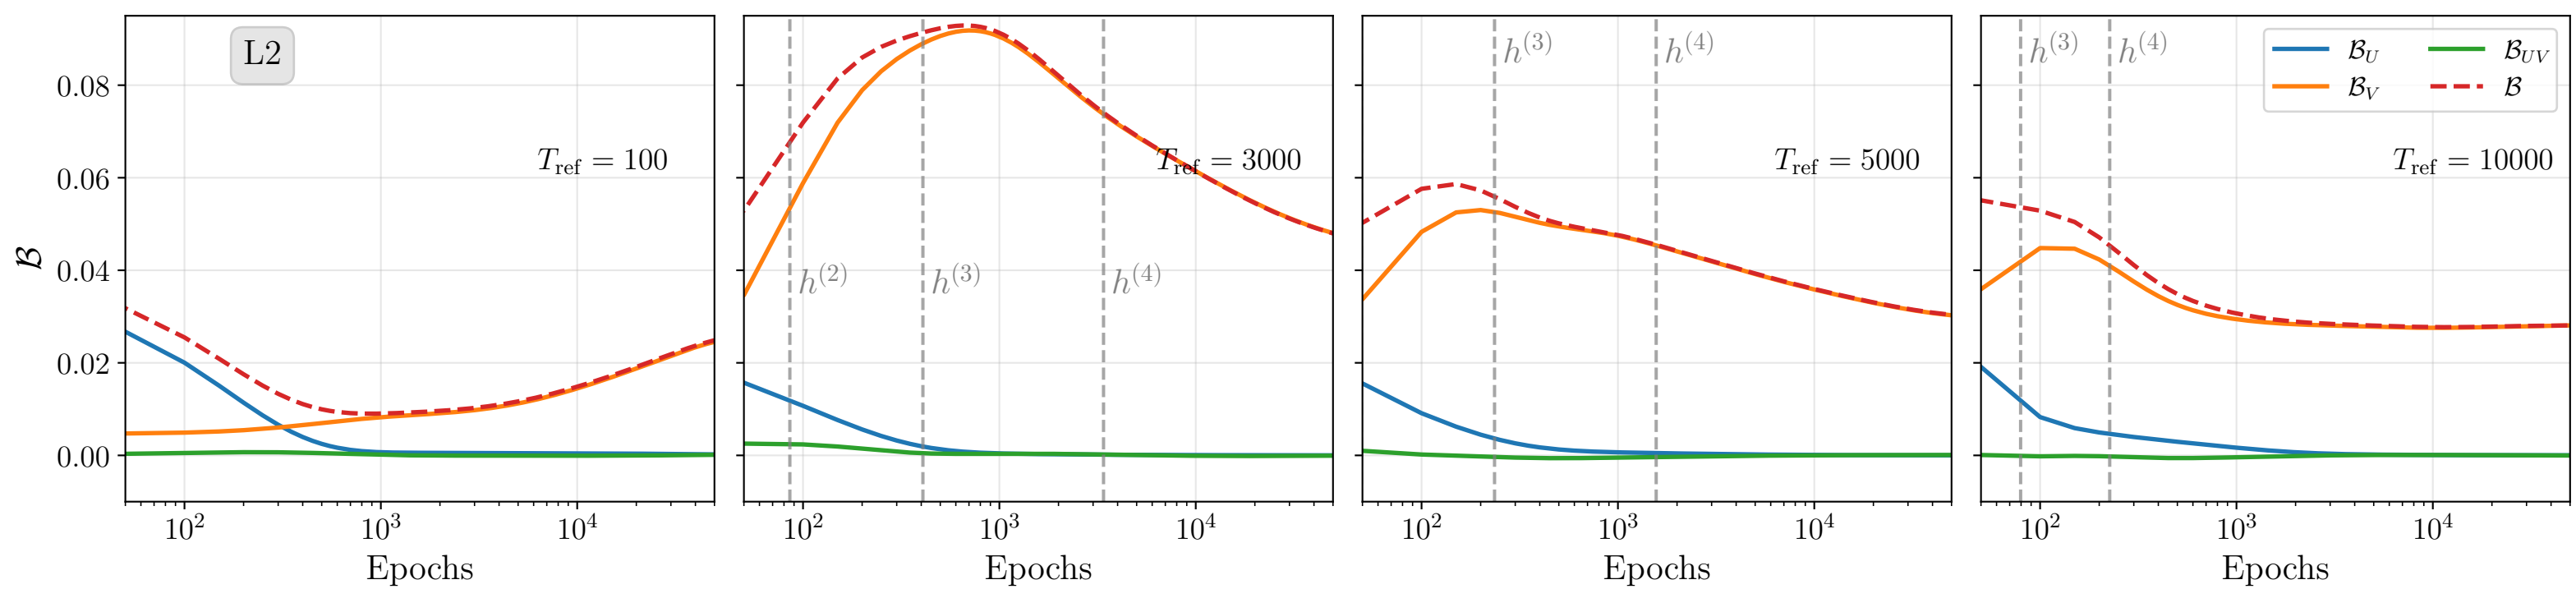 L2
T_ref = 100
0.08
0.06
0.04
0.02
0.00
ℬ
10^2 10^3 10^4
Epochs
T_ref = 3000
h^(2) h^(3) h^(4)
10^2 10^3 10^4
Epochs
h^(3) h^(4)
T_ref = 5000
10^2 10^3 10^4
Epochs
h^(3) h^(4)
ℬ_U ℬ_UV
ℬ_V ℬ
T_ref = 10000
10^2 10^3 10^4
Epochs